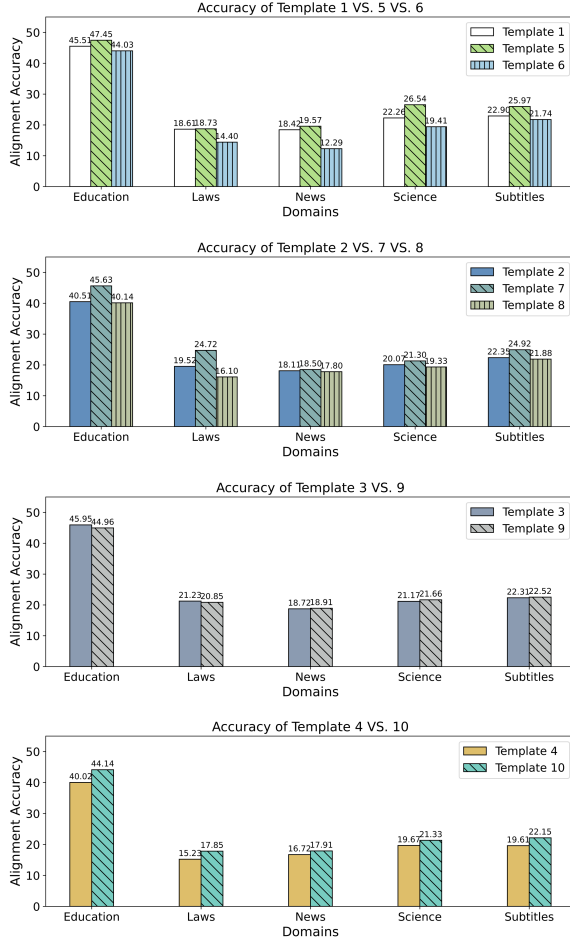 Accuracy of Template 1 VS. 5 VS. 6
Alignment Accuracy
50
40
30
20
10
0
45.51 47.45 44.03
18.61 18.73 14.40
18.42 19.57 12.29
22.26 26.54 19.41
22.90 25.97 21.74
Template 1
Template 5
Template 6
Education Laws News Science Subtitles
Domains
Accuracy of Template 2 VS. 7 VS. 8
Alignment Accuracy
50
40
30
20
10
0
40.51 45.63 40.14
19.52 24.72 16.10
18.11 18.50 17.80
20.07 21.30 19.33
22.35 24.92 21.88
Template 2
Template 7
Template 8
Education Laws News Science Subtitles
Domains
Accuracy of Template 3 VS. 9
Alignment Accuracy
50
40
30
20
10
0
45.95 44.96
21.23 20.85
18.72 18.91
21.17 21.66
22.31 22.52
Template 3
Template 9
Education Laws News Science Subtitles
Domains
Accuracy of Template 4 VS. 10
Alignment Accuracy
50
40
30
20
10
0
40.02 44.14
15.23 17.85
16.72 17.91
19.67 21.33
19.61 22.15
Template 4
Template 10
Education Laws News Science Subtitles
Domains